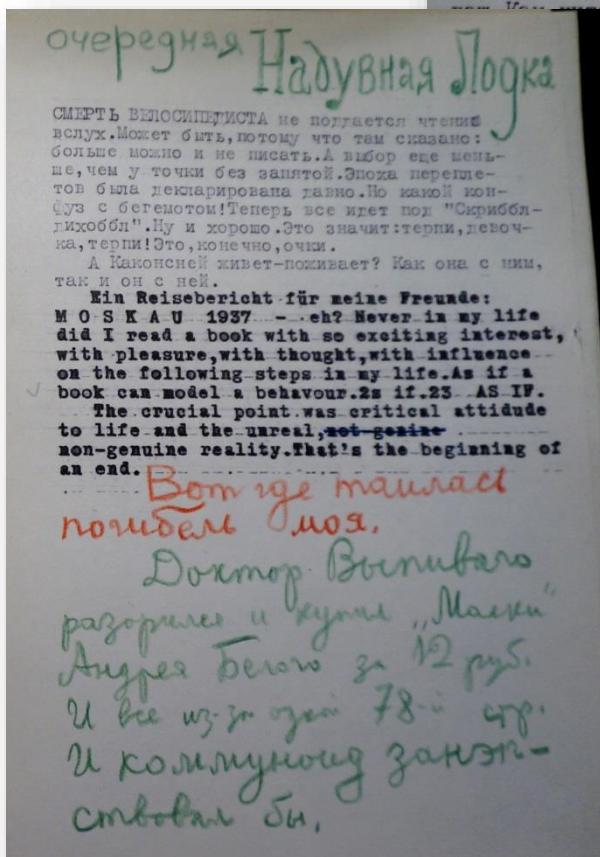 очередная Надувная Лодка
СМЕРТЬ ВЕЛОСИПЕДИСТА не поддается чтению
вслух.Может быть,потому что там сказано:
больше можно и не писать.А выбор еще мень-
ше,чем у точки без запятой.Эпоха перепле-
тов была декларирована давно.Но какой кон-
фуз с бегемотом!Теперь все идет под "Скриббл-
дихоббл".Ну и хорошо.Это значит:терпи,девоч-
ка,терпи!Это,конечно,очки.
А Каконсней живет-поживает? Как она с ним,
так и он с ней.
Ein Reisebericht für meine Freunde:
M O S K A U 1937 - eh? Never in my life
did I read a book with so exciting interest,
with pleasure,with thought,with influence
on the following steps in my life.As if a
book can model a behavour.2s if.23 AS IF.
The crucial point was critical attidude
to life and the unreal,not genine
non-genuine reality.That's the beginning of
an end.
Вот где таилась
погибель моя.
Доктор Выпиваго
разорился и купил „Маски"
Андрея Белого за 12 руб.
И все из-за одной 78-й стр.
И коммуноид занэп-
ствовал бы.